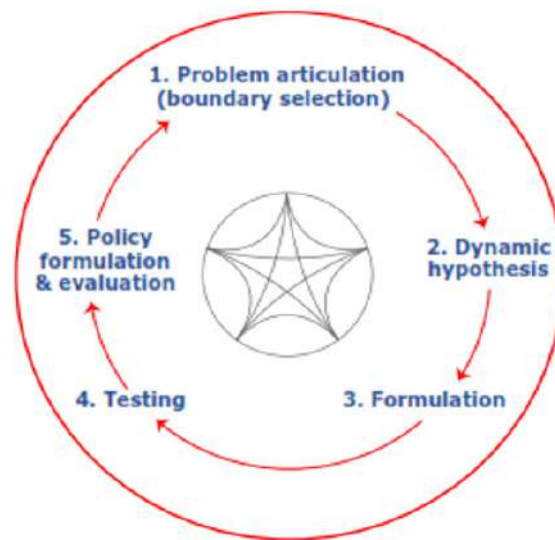 1. Problem articulation
(boundary selection)
2. Dynamic
hypothesis
3. Formulation
4. Testing
5. Policy
formulation
& evaluation